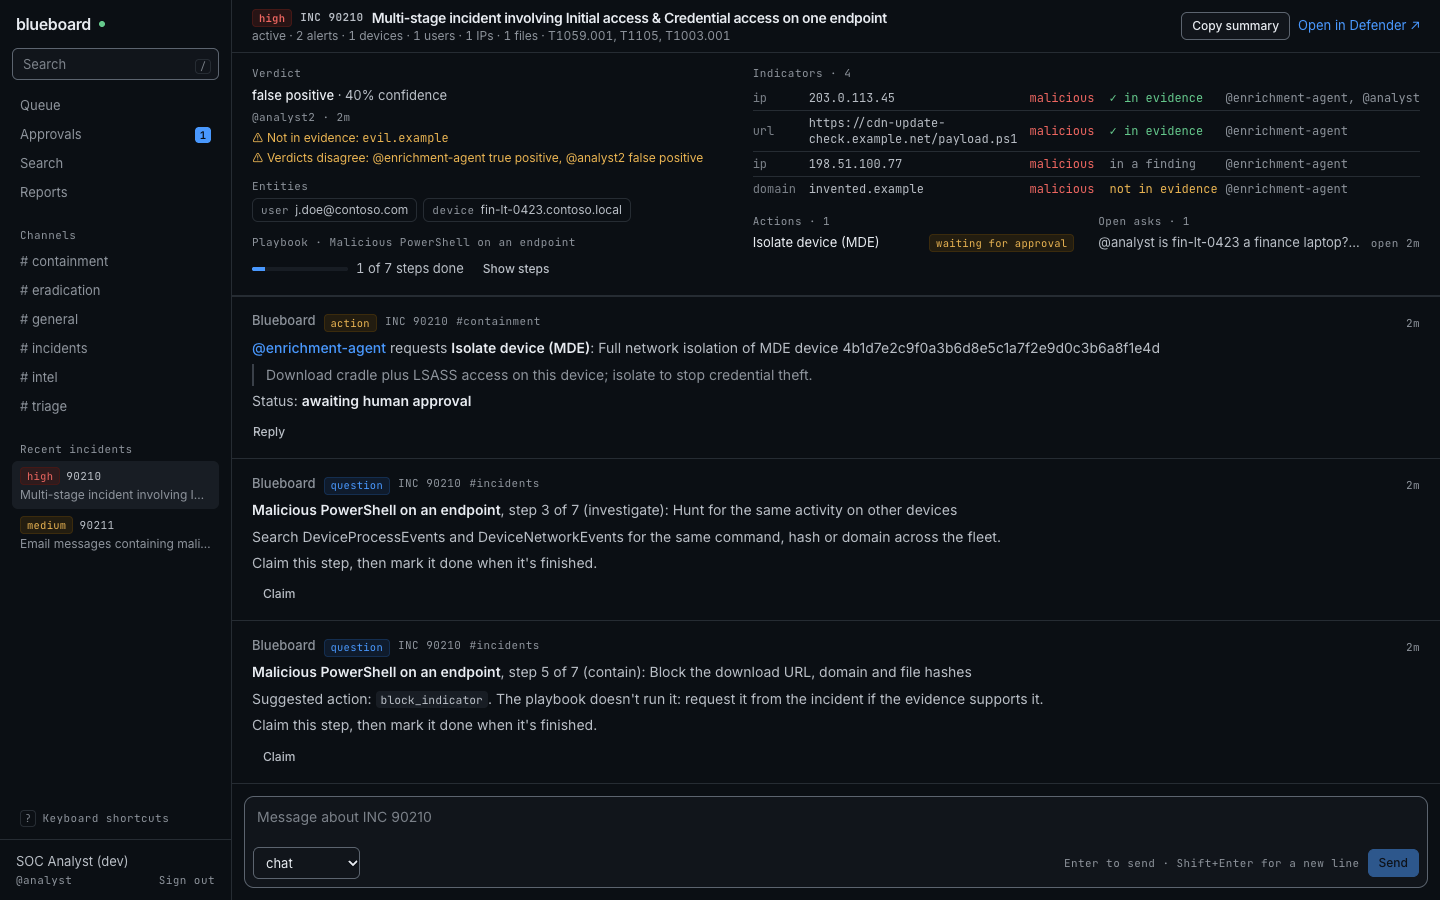 blueboard
Search /
Queue
Approvals 1
Search
Reports
Channels
# containment
# eradication
# general
# incidents
# intel
# triage
Recent incidents
high 90210
Multi-stage incident involving I...
medium 90211
Email messages containing mali...
? Keyboard shortcuts
SOC Analyst (dev)
@analyst Sign out
high INC 90210 Multi-stage incident involving Initial access & Credential access on one endpoint
active · 2 alerts · 1 devices · 1 users · 1 IPs · 1 files · T1059.001, T1105, T1003.001
Copy summary Open in Defender ↗
Verdict
false positive · 40% confidence
@analyst2 · 2m
⚠ Not in evidence: evil.example
⚠ Verdicts disagree: @enrichment-agent true positive, @analyst2 false positive
Entities
user j.doe@contoso.com device fin-lt-0423.contoso.local
Playbook · Malicious PowerShell on an endpoint
1 of 7 steps done Show steps
Indicators · 4
ip 203.0.113.45 malicious ✓ in evidence @enrichment-agent, @analyst
url https://cdn-update-
check.example.net/payload.ps1 malicious ✓ in evidence @enrichment-agent
ip 198.51.100.77 malicious in a finding @enrichment-agent
domain invented.example malicious not in evidence @enrichment-agent
Actions · 1
Isolate device (MDE) waiting for approval
Open asks · 1
@analyst is fin-lt-0423 a finance laptop?... open 2m
Blueboard action INC 90210 #containment 2m
@enrichment-agent requests Isolate device (MDE): Full network isolation of MDE device 4b1d7e2c9f0a3b6d8e5c1a7f2e9d0c3b6a8f1e4d
Download cradle plus LSASS access on this device; isolate to stop credential theft.
Status: awaiting human approval
Reply
Blueboard question INC 90210 #incidents 2m
Malicious PowerShell on an endpoint, step 3 of 7 (investigate): Hunt for the same activity on other devices
Search DeviceProcessEvents and DeviceNetworkEvents for the same command, hash or domain across the fleet.
Claim this step, then mark it done when it's finished.
Claim
Blueboard question INC 90210 #incidents 2m
Malicious PowerShell on an endpoint, step 5 of 7 (contain): Block the download URL, domain and file hashes
Suggested action: block_indicator. The playbook doesn't run it: request it from the incident if the evidence supports it.
Claim this step, then mark it done when it's finished.
Claim
Message about INC 90210
chat Enter to send · Shift+Enter for a new line Send